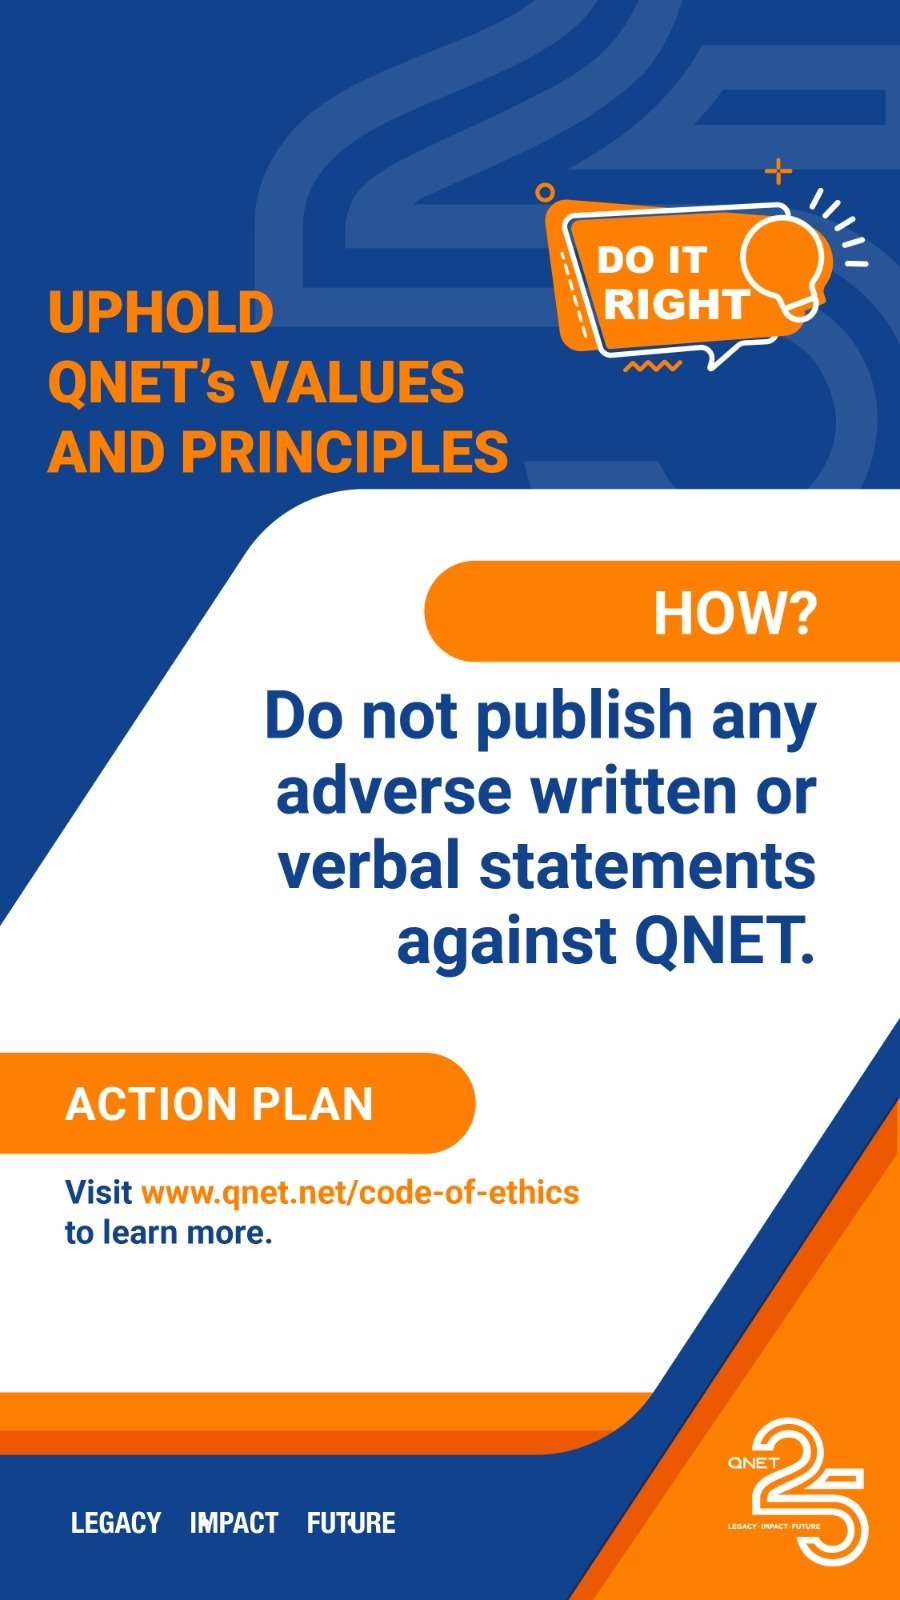 DO IT
RIGHT
UPHOLD
QNET’s VALUES
AND PRINCIPLES
HOW?
Do not publish any
adverse written or
verbal statements
against QNET.
ACTION PLAN
Visit www.qnet.net/code-of-ethics
to learn more.
QNET
25
LEGACY · IMPACT · FUTURE
LEGACY IMPACT FUTURE